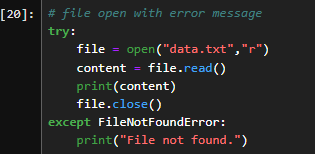 [20]: # file open with error message
try:
    file = open("data.txt","r")
    content = file.read()
    print(content)
    file.close()
except FileNotFoundError:
    print("File not found.")